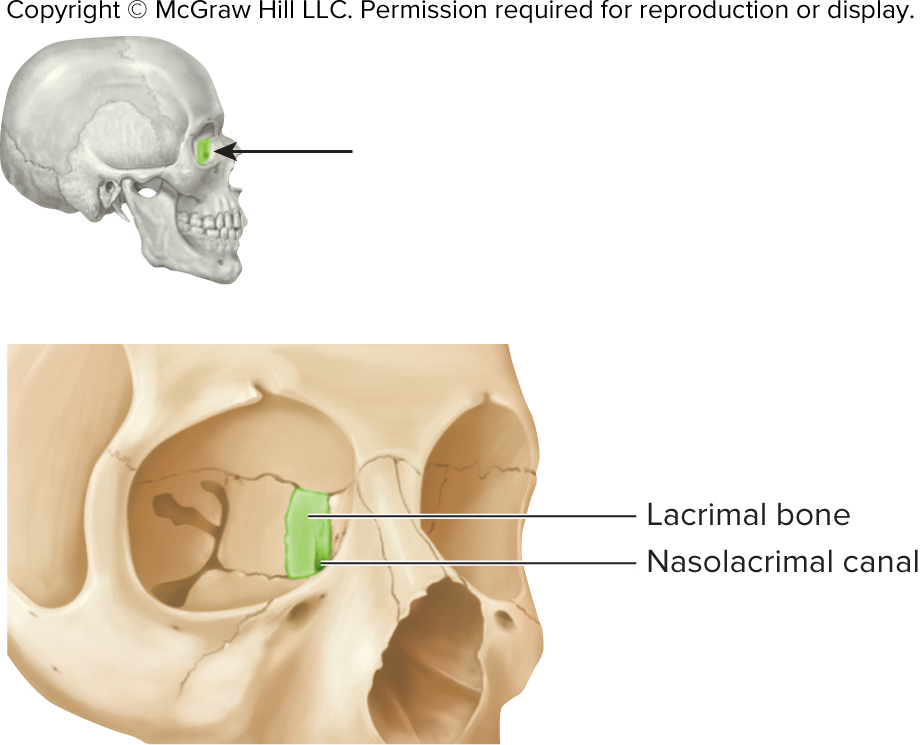 Copyright © McGraw Hill LLC. Permission required for reproduction or display.
Lacrimal bone
Nasolacrimal canal